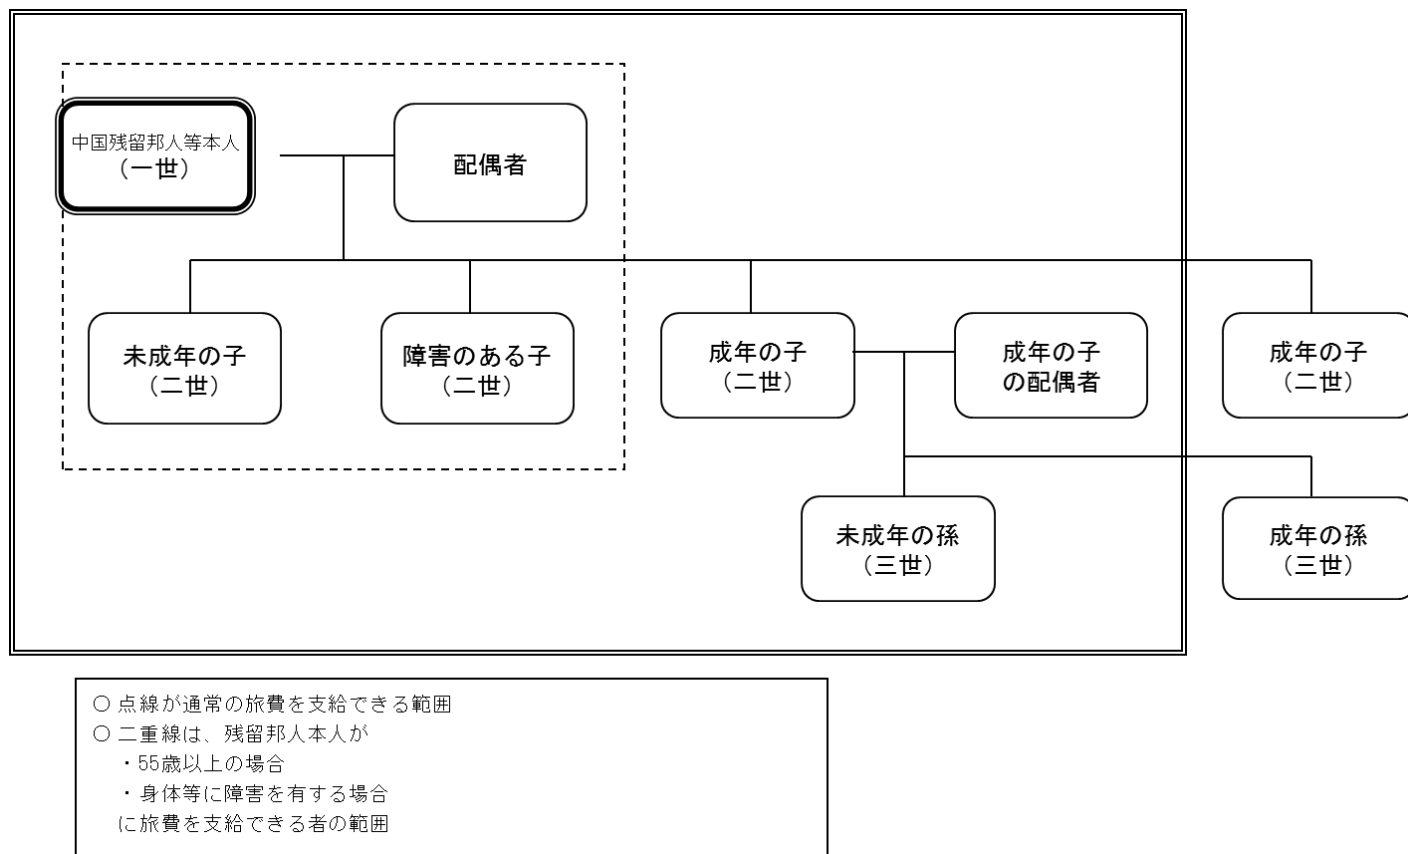 中国残留邦人等本人
（一世）
配偶者
未成年の子
（二世）
障害のある子
（二世）
成年の子
（二世）
成年の子
の配偶者
成年の子
（二世）
未成年の孫
（三世）
成年の孫
（三世）
○ 点線が通常の旅費を支給できる範囲
○ 二重線は、残留邦人本人が
・55歳以上の場合
・身体等に障害を有する場合
に旅費を支給できる者の範囲